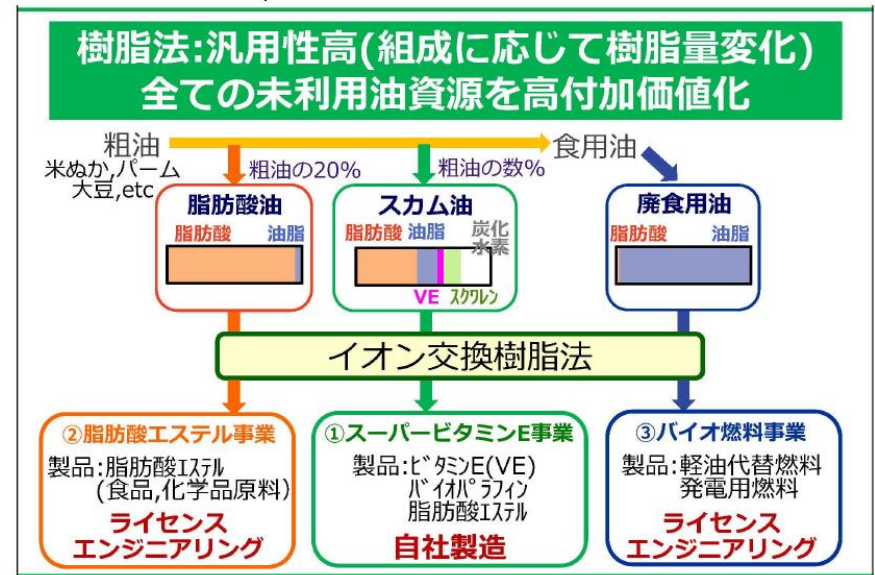 樹脂法:汎用性高(組成に応じて樹脂量変化)
全ての未利用油資源を高付加価値化
粗油
米ぬか,パーム
大豆,etc
粗油の20%
粗油の数%
食用油
脂肪酸油
脂肪酸 油脂
スカム油
脂肪酸 油脂 炭化
水素
VE スクワレン
廃食用油
脂肪酸 油脂
イオン交換樹脂法
②脂肪酸エステル事業
製品:脂肪酸エステル
(食品,化学品原料)
ライセンス
エンジニアリング
①スーパービタミンE事業
製品:ビタミンE(VE)
バイオパラフィン
脂肪酸エステル
自社製造
③バイオ燃料事業
製品:軽油代替燃料
発電用燃料
ライセンス
エンジニアリング